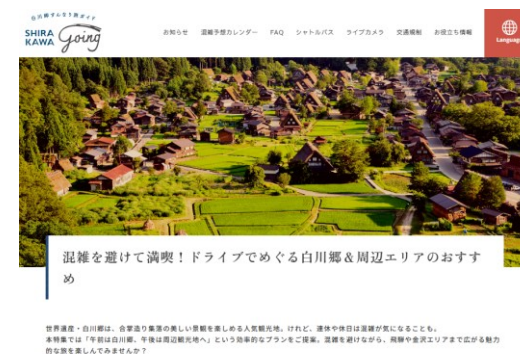 白川郷すんなり旅ガイド
SHIRA
KAWA Going
お知らせ 混雑予想カレンダー FAQ シャトルバス ライブカメラ 交通規制 お役立ち情報
Language
混雑を避けて満喫！ドライブでめぐる白川郷＆周辺エリアのおすす
め
世界遺産・白川郷は、合掌造り集落の美しい景観を楽しめる人気観光地。けれど、連休や休日は混雑が気になることも。
本特集では「午前は白川郷、午後は周辺観光地へ」という効率的なプランをご提案。混雑を避けながら、飛騨や金沢エリアまで広がる魅力
的な旅を楽しんでみませんか？